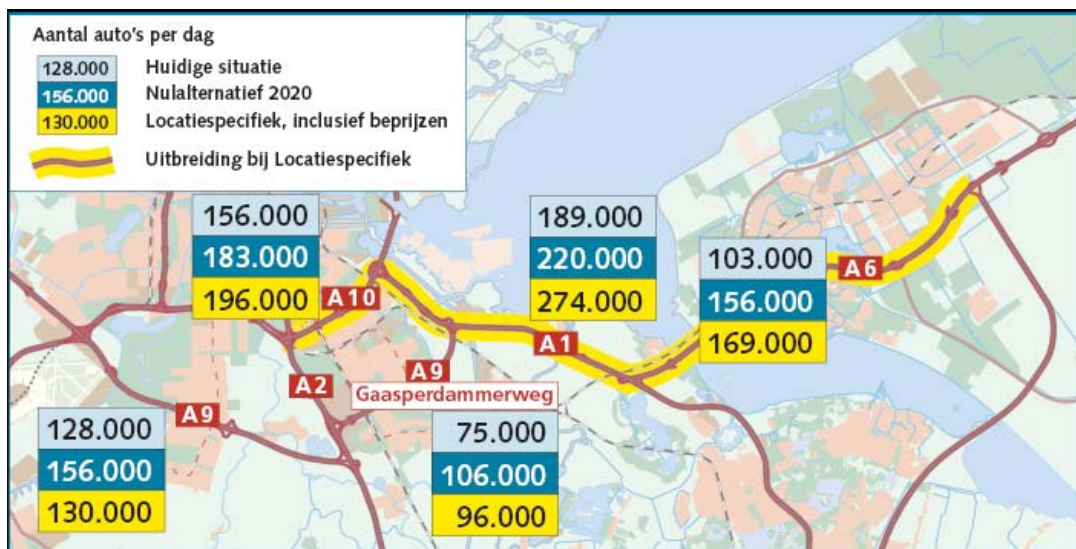 Aantal auto's per dag
128.000 Huidige situatie
156.000 Nulalternatief 2020
130.000 Locatiespecifiek, inclusief beprijzen
Uitbreiding bij Locatiespecifiek
156.000
183.000
196.000
189.000
220.000
274.000
103.000
156.000
169.000
A6
A10
A1
A2
A9
Gaasperdammerweg
A9
128.000
156.000
130.000
75.000
106.000
96.000